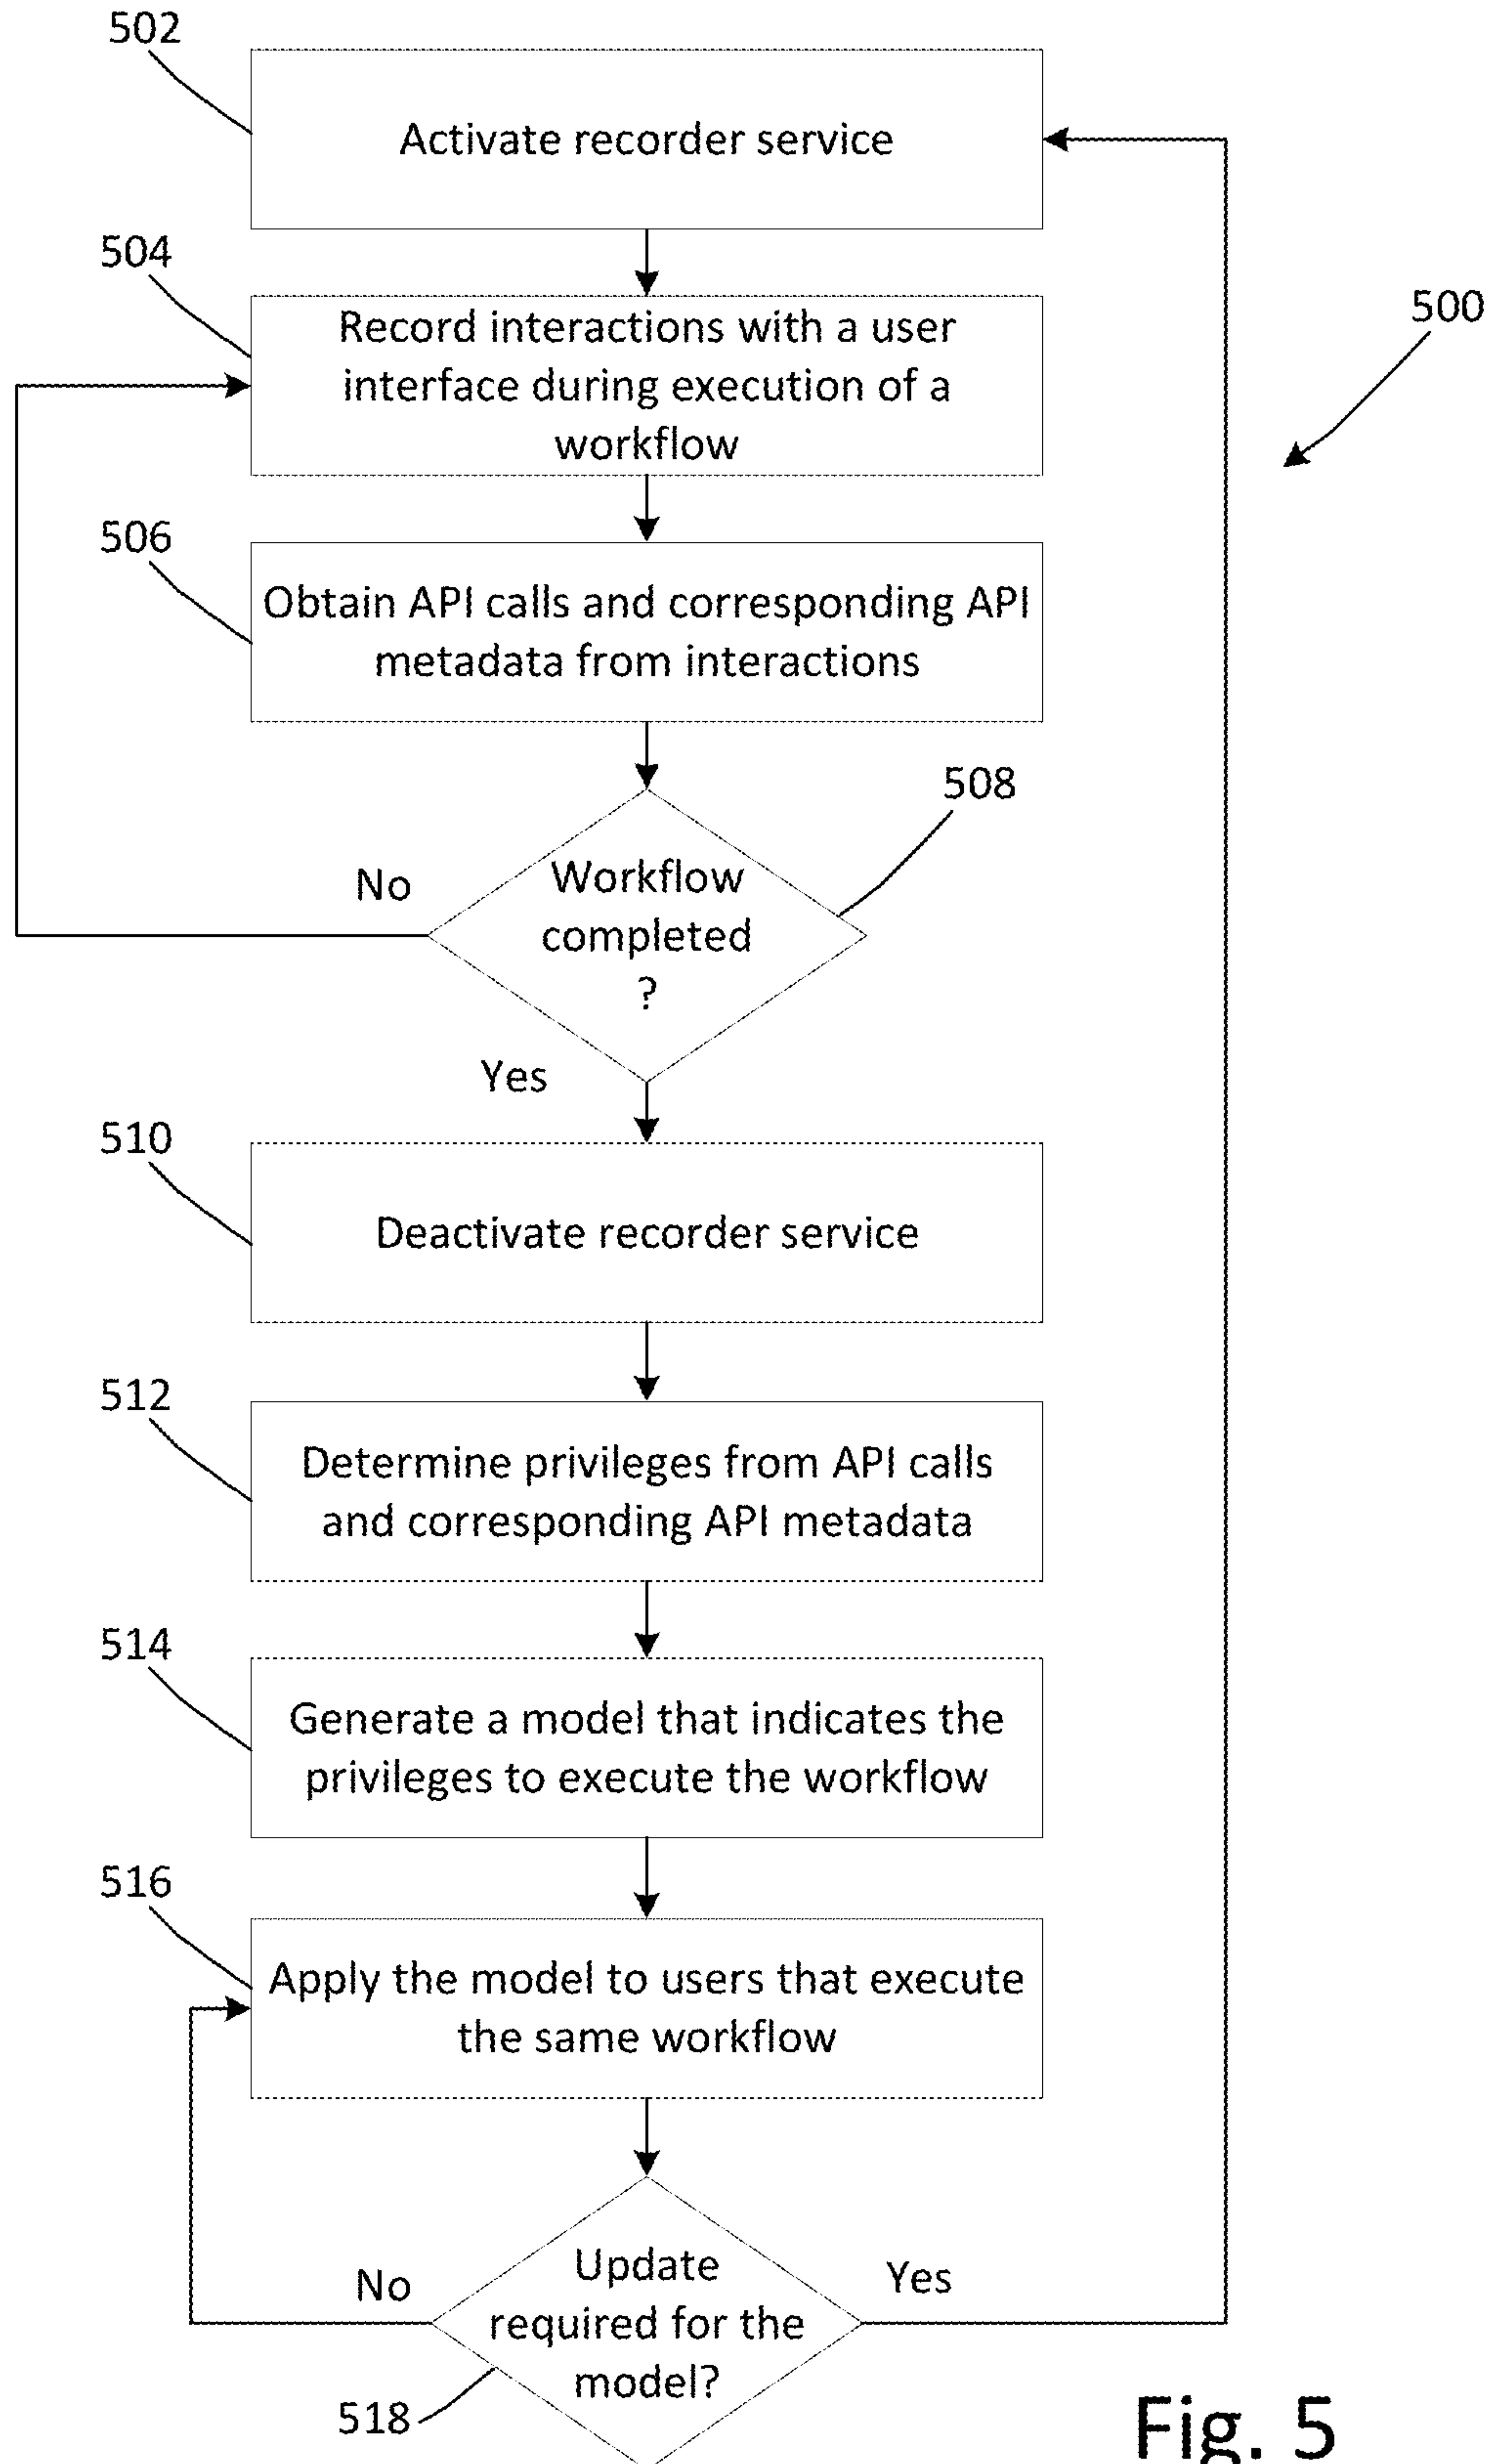 502
Activate recorder service
504
Record interactions with a user
interface during execution of a
workflow
500
506
Obtain API calls and corresponding API
metadata from interactions
508
No
Workflow
completed
?
Yes
510
Deactivate recorder service
512
Determine privileges from API calls
and corresponding API metadata
514
Generate a model that indicates the
privileges to execute the workflow
516
Apply the model to users that execute
the same workflow
No
Update
required for the
model?
Yes
518
Fig. 5